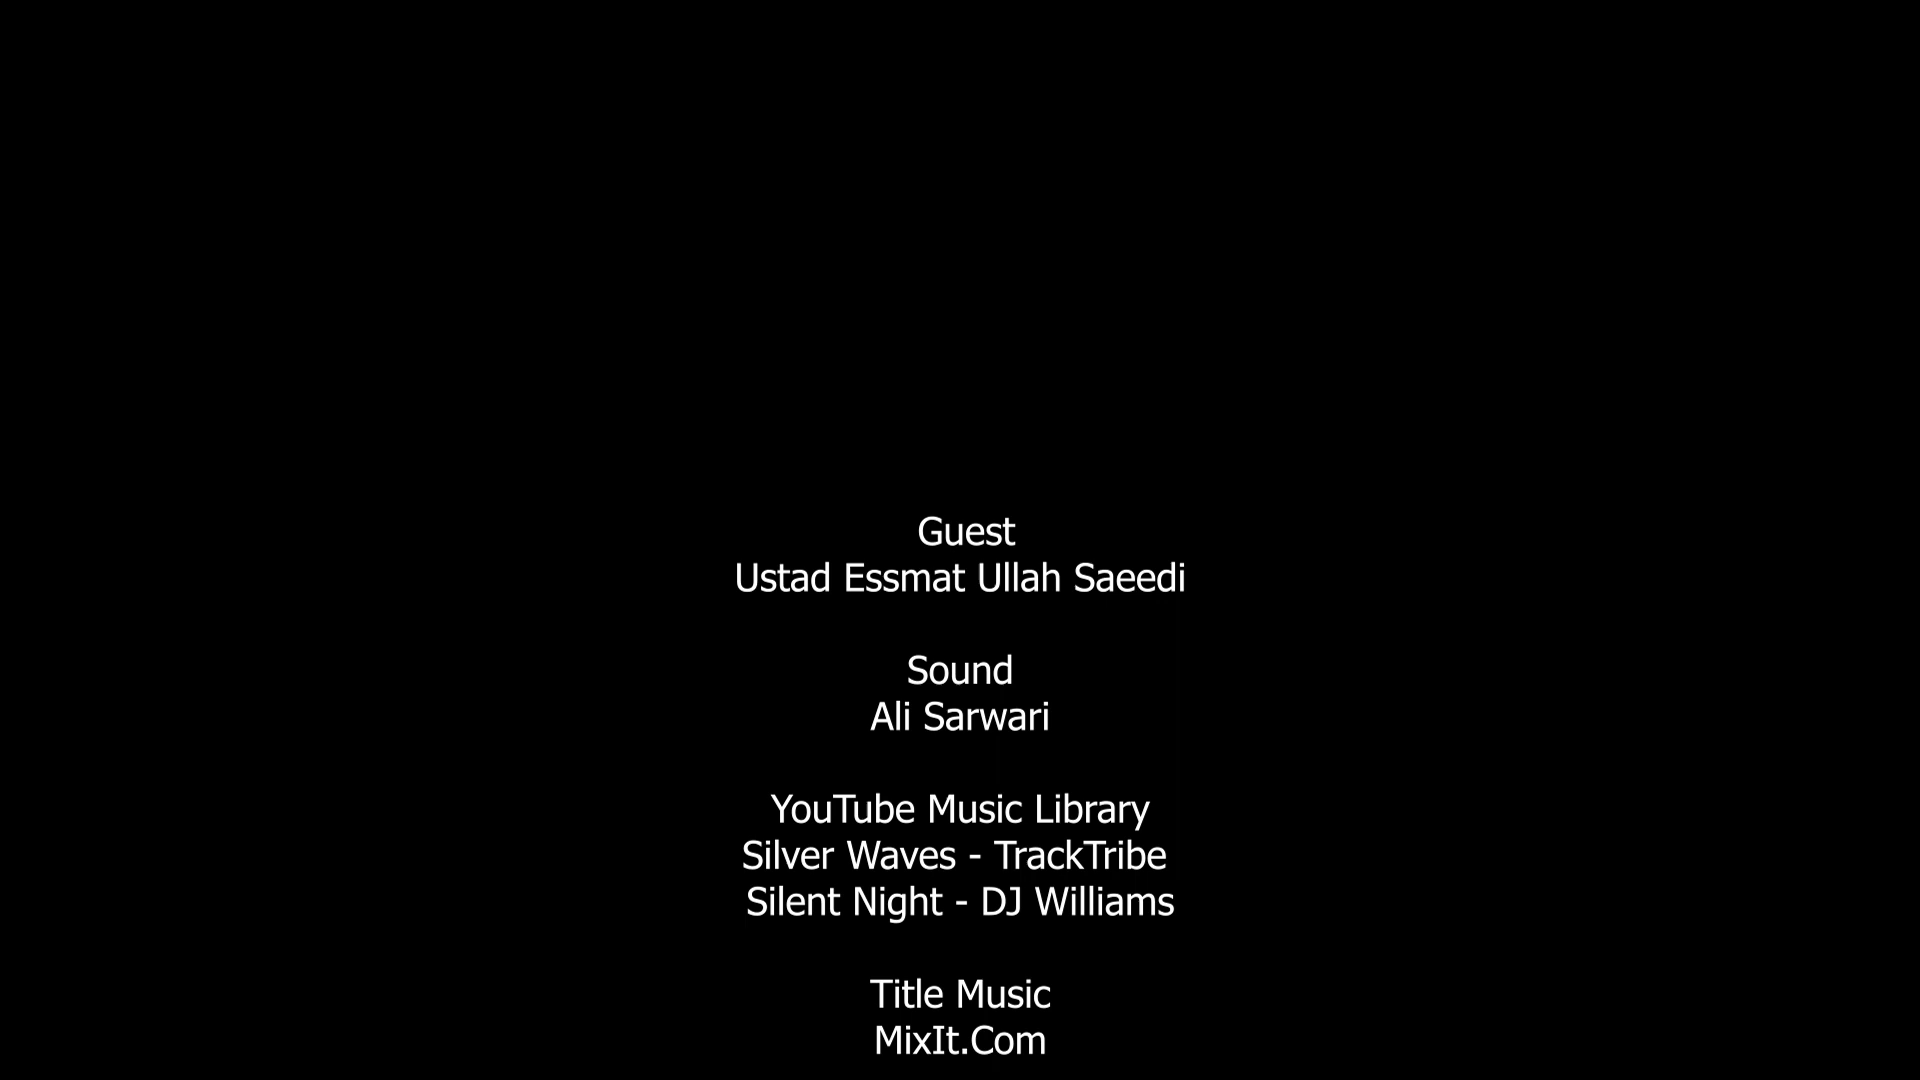 Guest
Ustad Essmat Ullah Saeedi
Sound
Ali Sarwari
YouTube Music Library
Silver Waves - TrackTribe
Silent Night - DJ Williams
Title Music
MixIt.Com